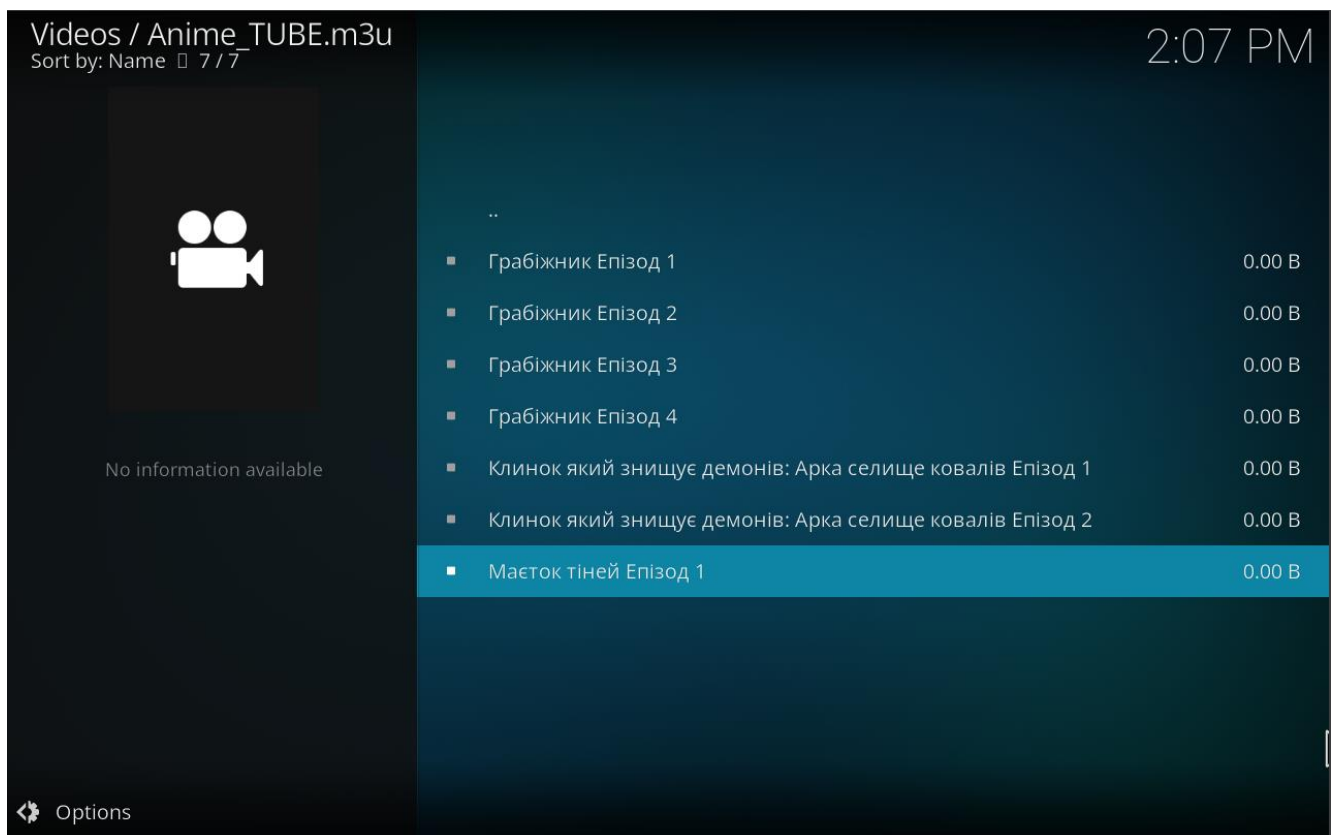 Videos / Anime_TUBE.m3u
2:07 PM
Sort by: Name 7 / 7
..
Грабіжник Епізод 1 0.00 B
Грабіжник Епізод 2 0.00 B
Грабіжник Епізод 3 0.00 B
Грабіжник Епізод 4 0.00 B
No information available
Клинок який знищує демонів: Арка селище ковалів Епізод 1 0.00 B
Клинок який знищує демонів: Арка селище ковалів Епізод 2 0.00 B
Маєток тіней Епізод 1 0.00 B
Options